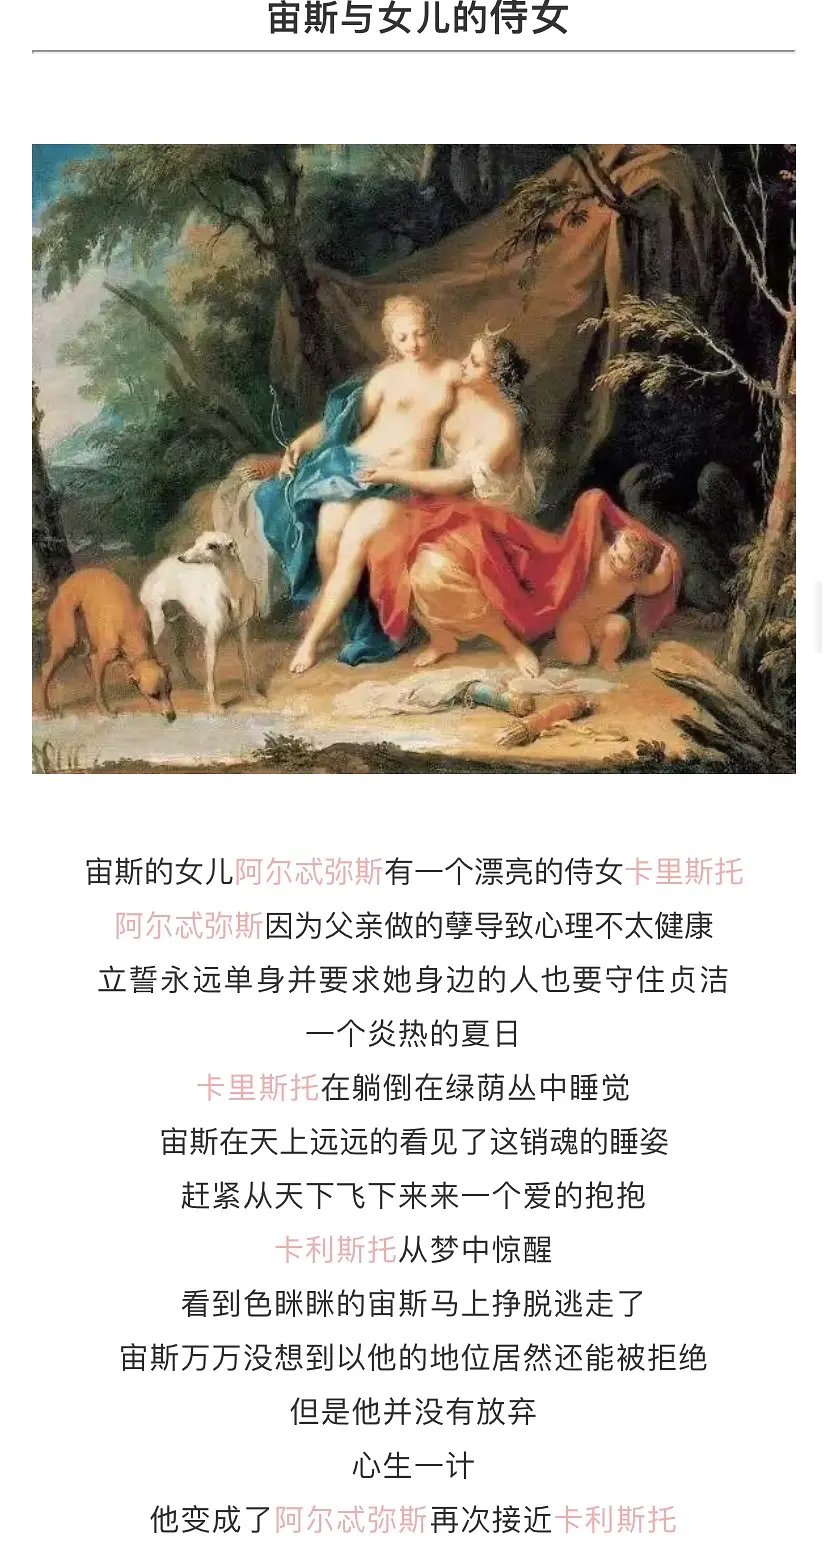 宙斯与女儿的侍女
宙斯的女儿阿尔忒弥斯有一个漂亮的侍女卡里斯托
阿尔忒弥斯因为父亲做的孽导致心理不太健康
立誓永远单身并要求她身边的人也要守住贞洁
一个炎热的夏日
卡里斯托在躺倒在绿荫丛中睡觉
宙斯在天上远远的看见了这销魂的睡姿
赶紧从天下飞下来来一个爱的抱抱
卡利斯托从梦中惊醒
看到色眯眯的宙斯马上挣脱逃走了
宙斯万万没想到以他的地位居然还能被拒绝
但是他并没有放弃
心生一计
他变成了阿尔忒弥斯再次接近卡利斯托